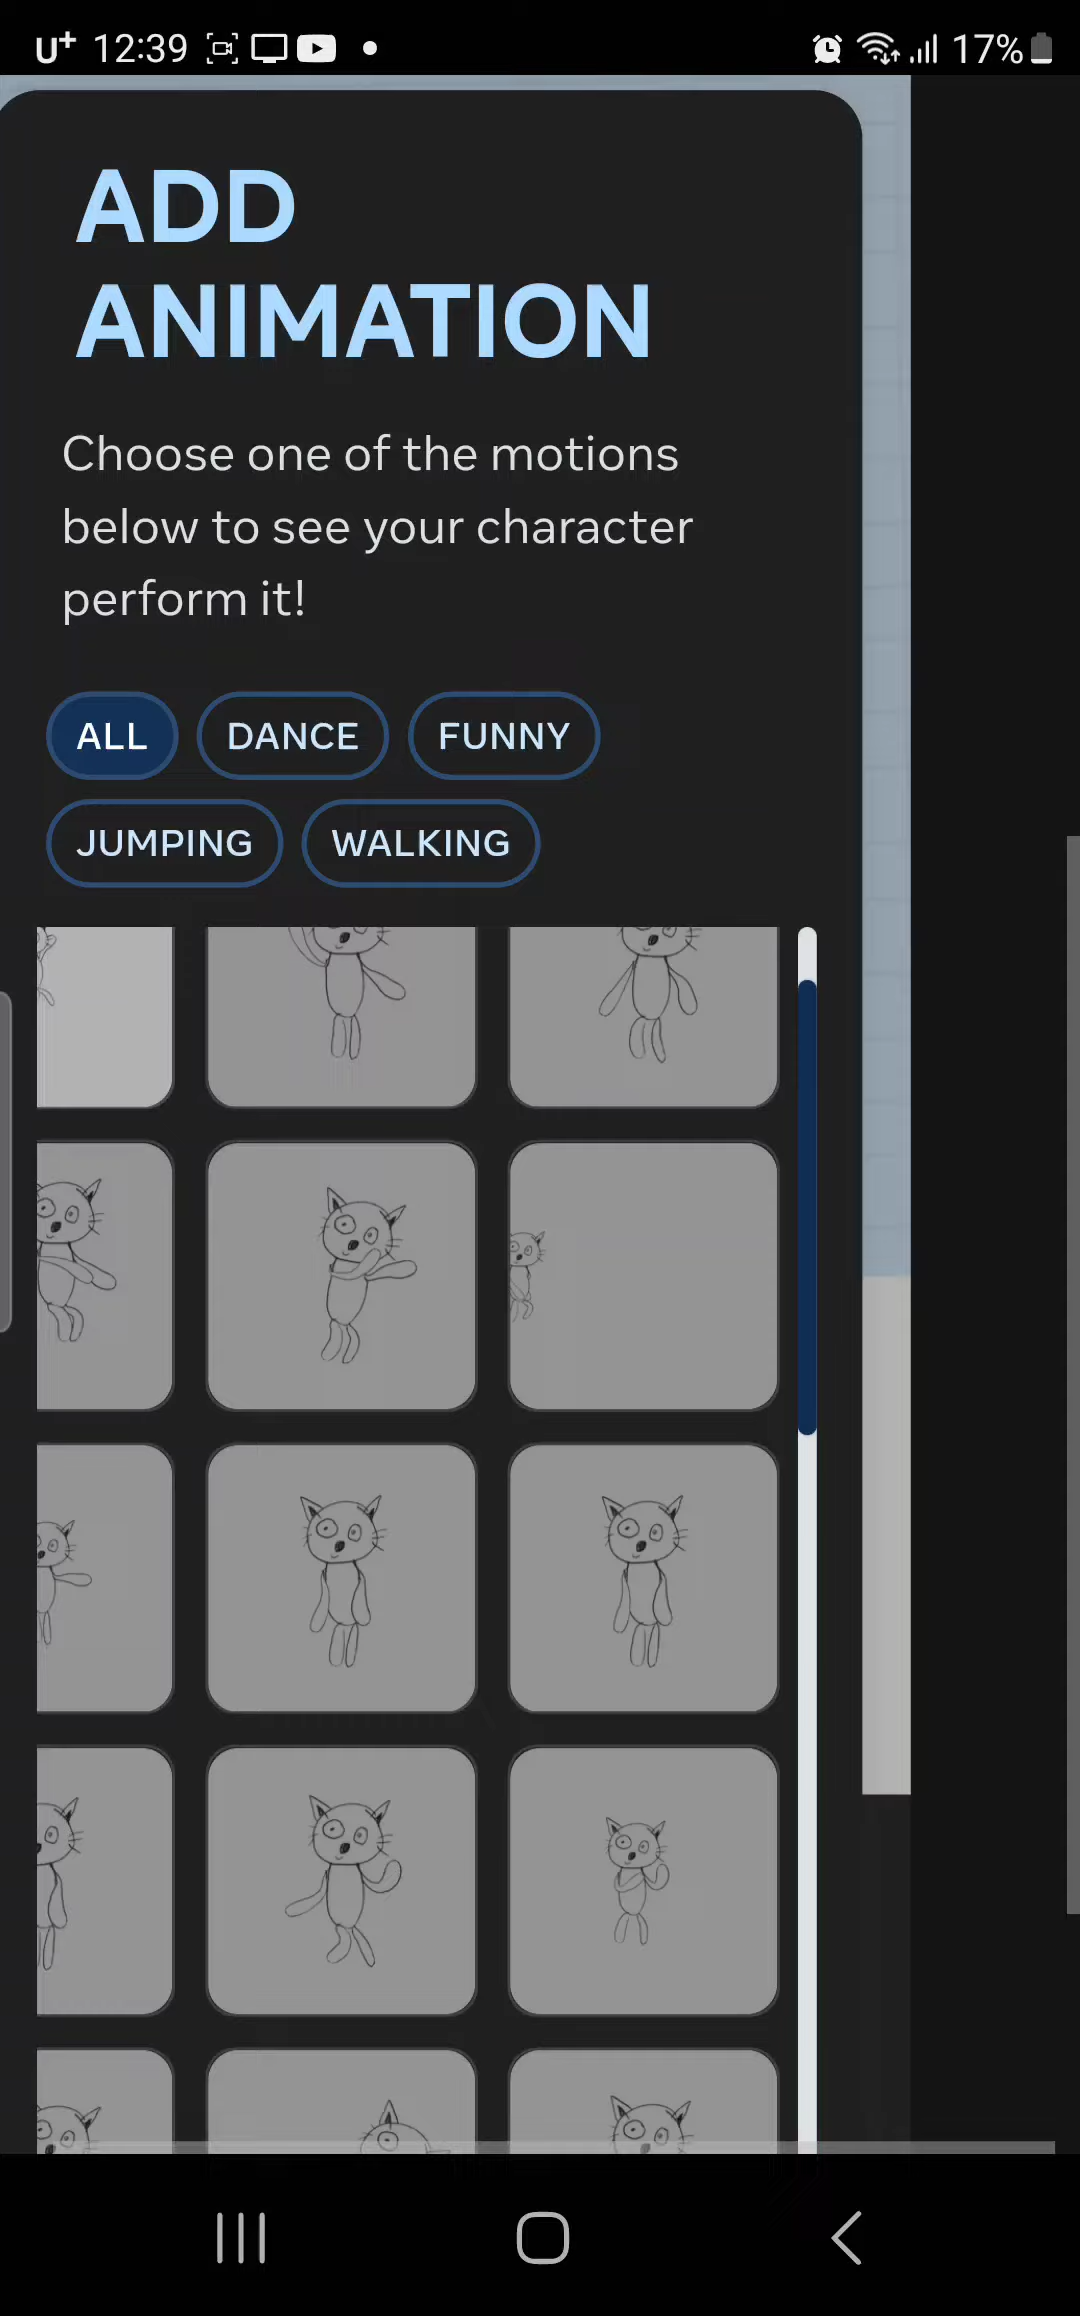 U+ 12:39 17%
ADD
ANIMATION
Choose one of the motions
below to see your character
perform it!
ALL DANCE FUNNY
JUMPING WALKING